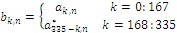 b_{k,n} = { a_{k,n}   k = 0:167
a^*_{335-k,n}   k = 168:335